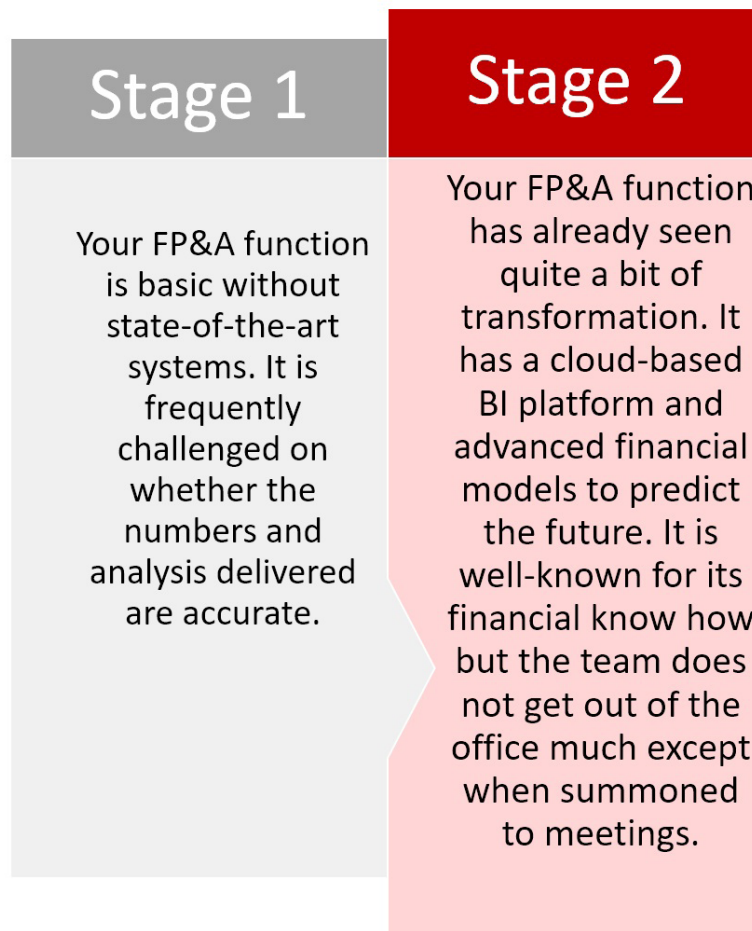 Stage 1
Your FP&A function
is basic without
state-of-the-art
systems. It is
frequently
challenged on
whether the
numbers and
analysis delivered
are accurate.
Stage 2
Your FP&A function
has already seen
quite a bit of
transformation. It
has a cloud-based
BI platform and
advanced financial
models to predict
the future. It is
well-known for its
financial know how
but the team does
not get out of the
office much except
when summoned
to meetings.